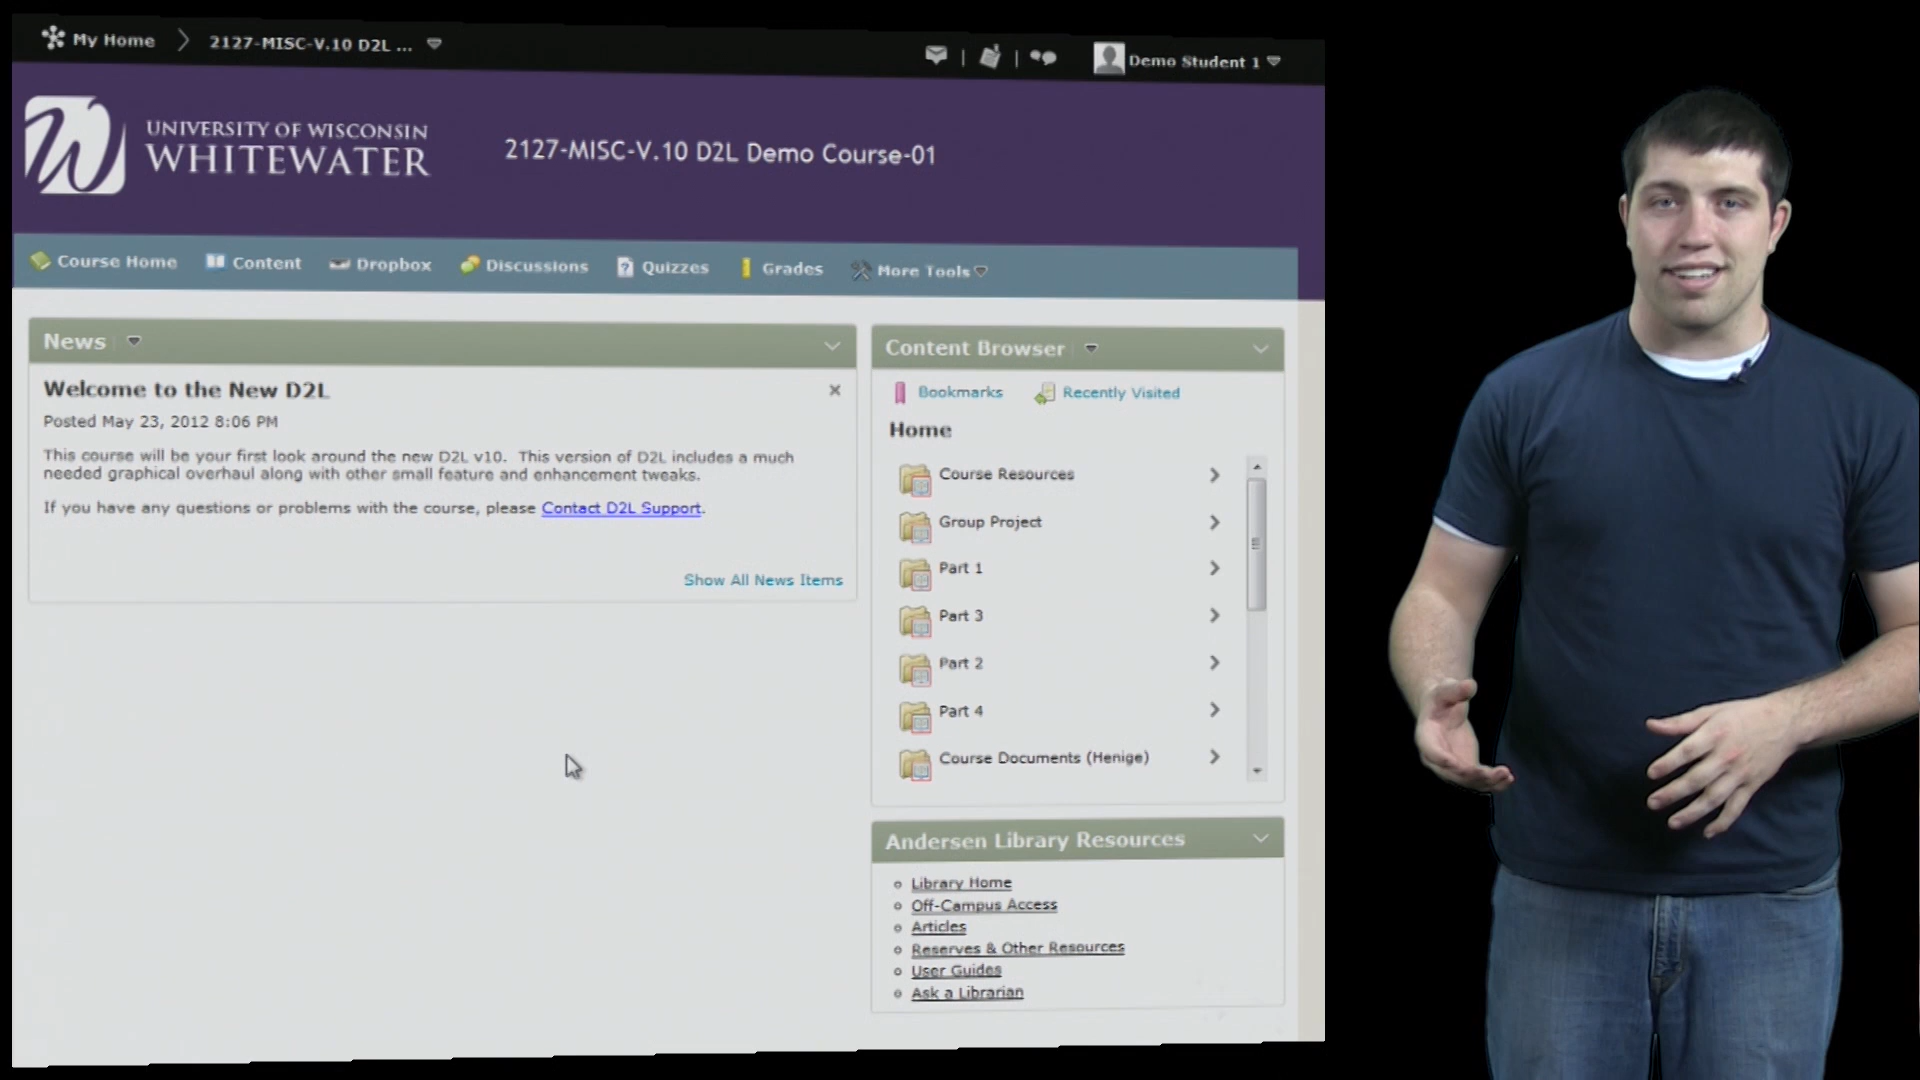 My Home
2127-MISC-V.10 D2L ...
Demo Student 1
UNIVERSITY OF WISCONSIN
WHITEWATER
2127-MISC-V.10 D2L Demo Course-01
Course Home
Content
Dropbox
Discussions
Quizzes
Grades
More Tools
News
Welcome to the New D2L
Posted May 23, 2012 8:06 PM
This course will be your first look around the new D2L v10. This version of D2L includes a much
needed graphical overhaul along with other small feature and enhancement tweaks.
If you have any questions or problems with the course, please Contact D2L Support.
Show All News Items
Content Browser
Bookmarks
Recently Visited
Home
Course Resources
Group Project
Part 1
Part 3
Part 2
Part 4
Course Documents (Henige)
Andersen Library Resources
Library Home
Off-Campus Access
Articles
Reserves & Other Resources
User Guides
Ask a Librarian